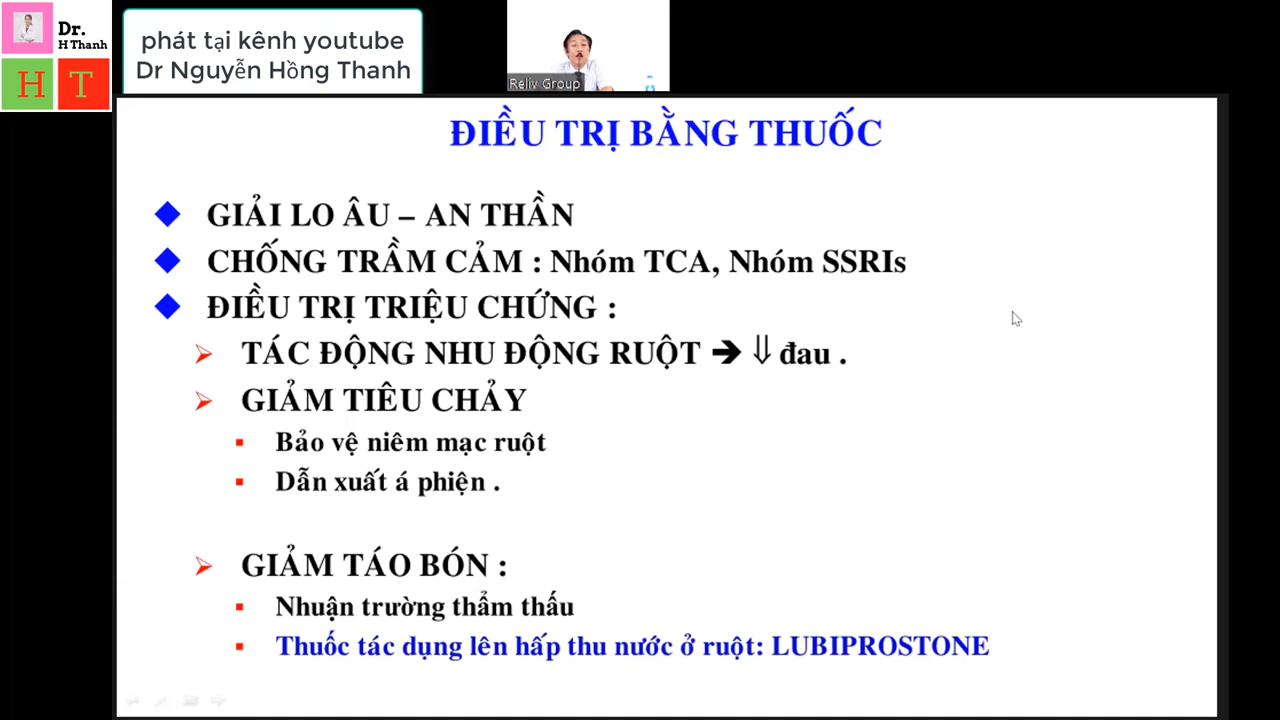 Dr.
H Thanh
H T
phát tại kênh youtube
Dr Nguyễn Hồng Thanh
Reliv Group
ĐIỀU TRỊ BẰNG THUỐC
GIẢI LO ÂU – AN THẦN
CHỐNG TRẦM CẢM : Nhóm TCA, Nhóm SSRIs
ĐIỀU TRỊ TRIỆU CHỨNG :
TÁC ĐỘNG NHU ĐỘNG RUỘT ➔ ⇓ đau .
GIẢM TIÊU CHẢY
Bảo vệ niêm mạc ruột
Dẫn xuất á phiện .
GIẢM TÁO BÓN :
Nhuận trường thẩm thấu
Thuốc tác dụng lên hấp thu nước ở ruột: LUBIPROSTONE